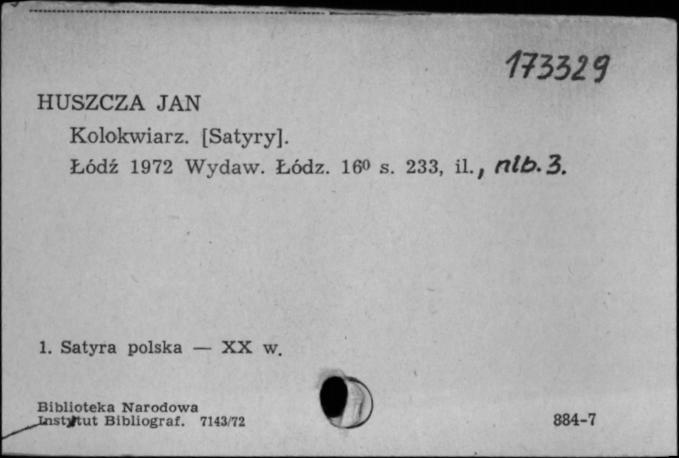 173329
HUSZCZA JAN
Kolokwiarz. [Satyry].
Łódź 1972 Wydaw. Łódz. 16⁰ s. 233, il., nlb. 3.
1. Satyra polska — XX w.
Biblioteka Narodowa
Instytut Bibliograf. 7143/72
884-7